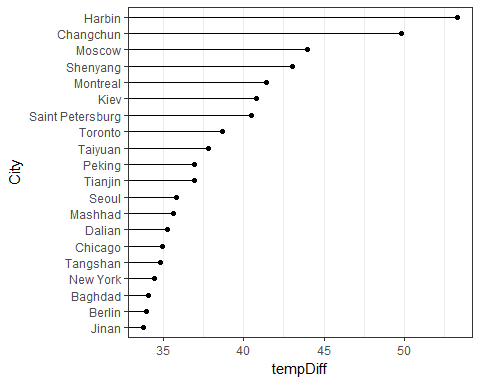 Harbin
Changchun
Moscow
Shenyang
Montreal
Kiev
Saint Petersburg
Toronto
Taiyuan
Peking
Tianjin
Seoul
Mashhad
Dalian
Chicago
Tangshan
New York
Baghdad
Berlin
Jinan
City
35 40 45 50
tempDiff